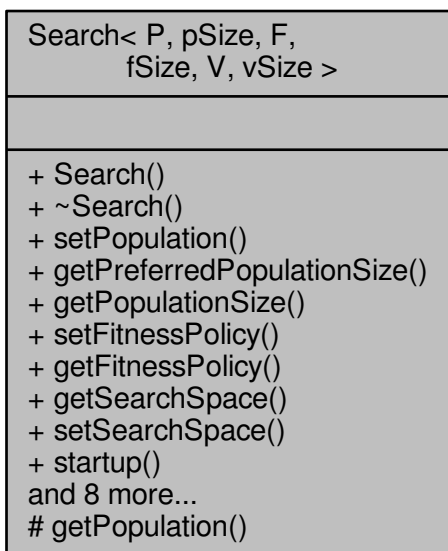 Search< P, pSize, F,
fSize, V, vSize >
+ Search()
+ ~Search()
+ setPopulation()
+ getPreferredPopulationSize()
+ getPopulationSize()
+ setFitnessPolicy()
+ getFitnessPolicy()
+ getSearchSpace()
+ setSearchSpace()
+ startup()
and 8 more...
# getPopulation()